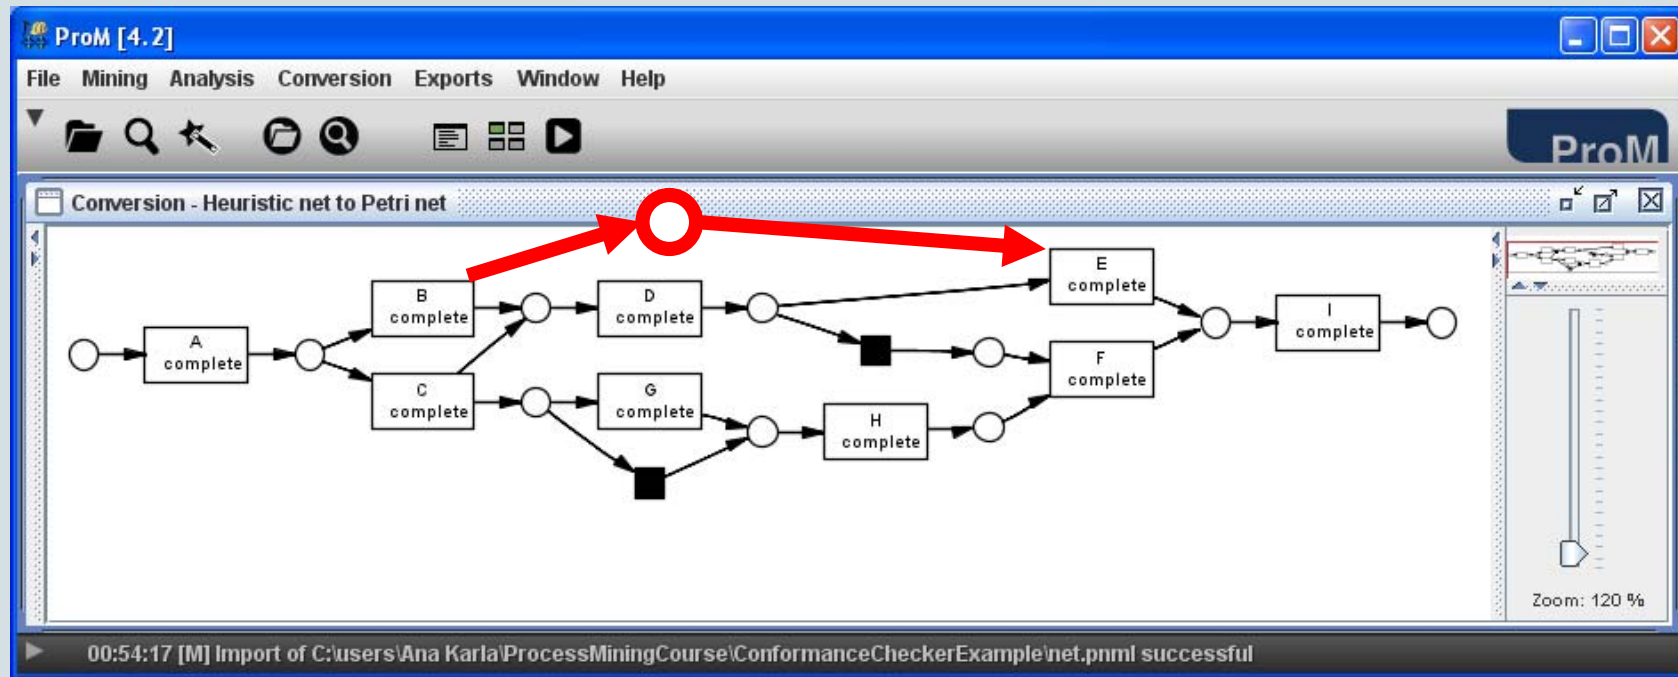 ProM [4.2]
File Mining Analysis Conversion Exports Window Help
ProM
Conversion - Heuristic net to Petri net
A
complete
B
complete
C
complete
D
complete
G
complete
H
complete
E
complete
F
complete
I
complete
Zoom: 120 %
00:54:17 [M] Import of C:\users\Ana Karla\ProcessMiningCourse\ConformanceCheckerExample\net.pnml successful